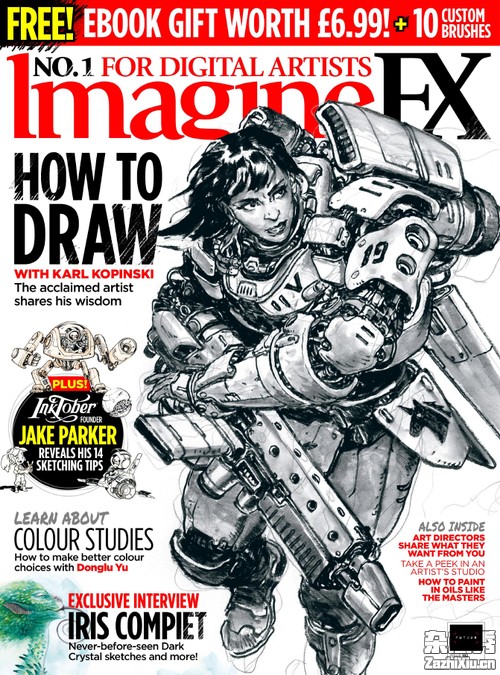 FREE! EBOOK GIFT WORTH £6.99! + 10 CUSTOM BRUSHES
NO.1 FOR DIGITAL ARTISTS
ImagineFX
HOW TO
DRAW
WITH KARL KOPINSKI
The acclaimed artist
shares his wisdom
PLUS!
InkTober
FOUNDER
JAKE PARKER
REVEALS HIS 14
SKETCHING TIPS
LEARN ABOUT
COLOUR STUDIES
How to make better colour
choices with Donglu Yu
EXCLUSIVE INTERVIEW
IRIS COMPIET
Never-before-seen Dark
Crystal sketches and more!
ALSO INSIDE
ART DIRECTORS
SHARE WHAT THEY
WANT FROM YOU
TAKE A PEEK IN AN
ARTIST'S STUDIO
HOW TO PAINT
IN OILS LIKE
THE MASTERS
FUTURE
杂志码
ZaZhiXiu.cn